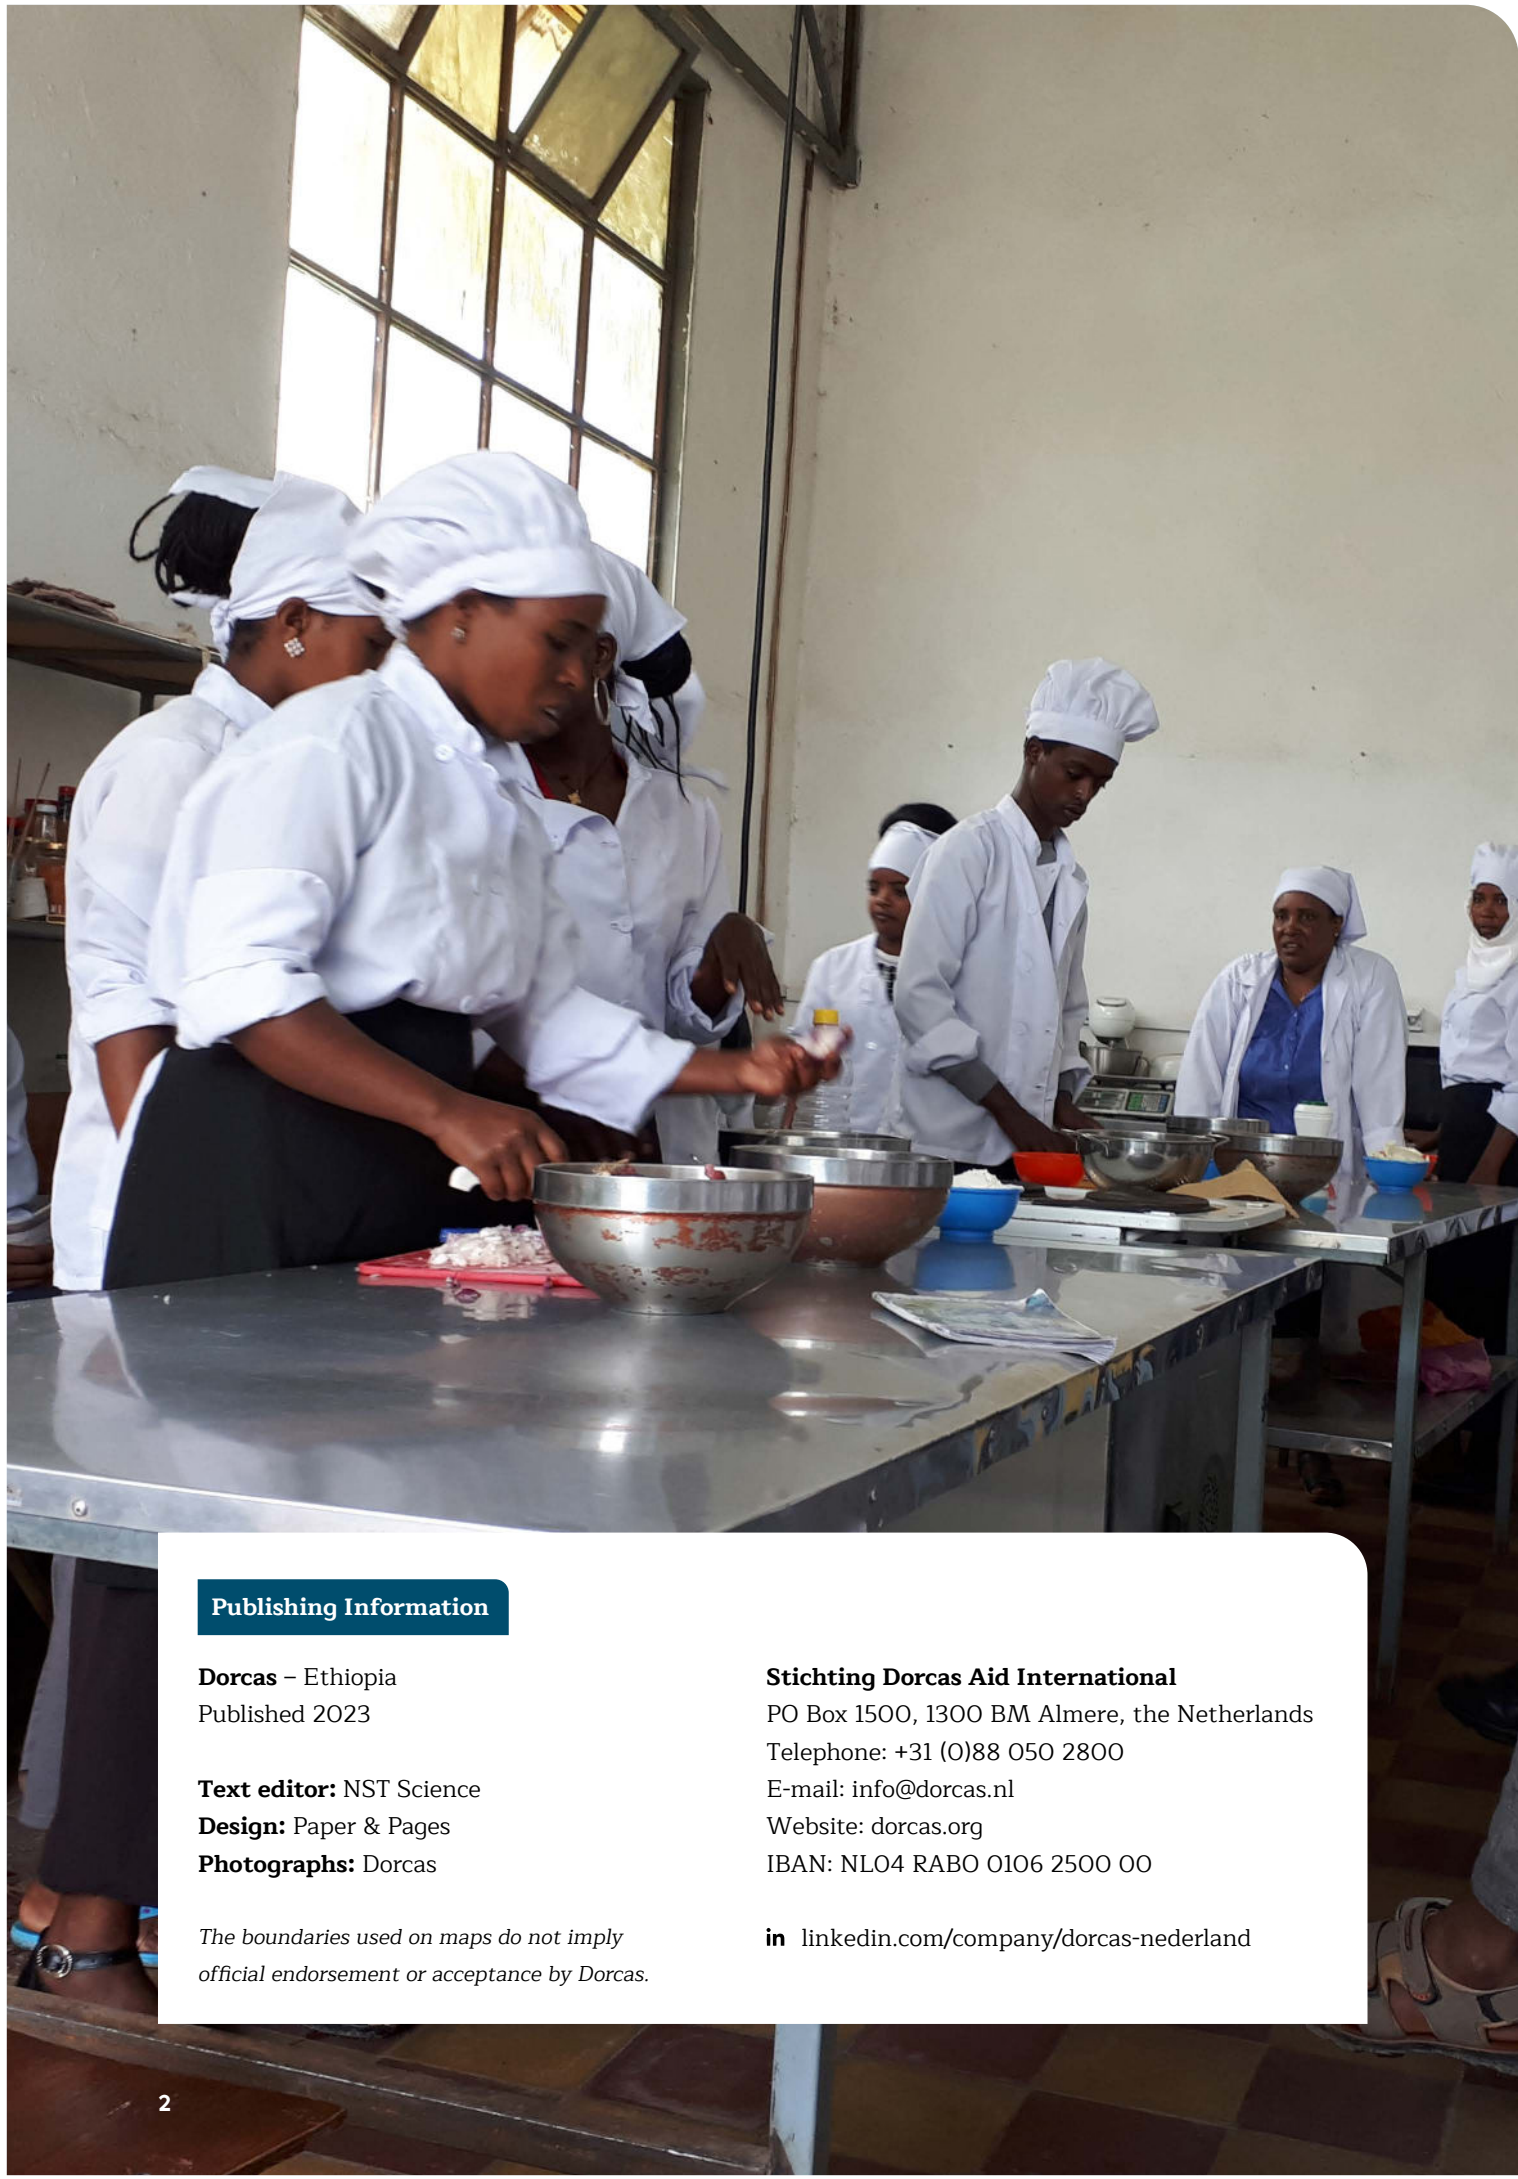 Publishing Information
Dorcas – Ethiopia
Published 2023
Text editor: NST Science
Design: Paper & Pages
Photographs: Dorcas
The boundaries used on maps do not imply
official endorsement or acceptance by Dorcas.
Stichting Dorcas Aid International
PO Box 1500, 1300 BM Almere, the Netherlands
Telephone: +31 (0)88 050 2800
E-mail: info@dorcas.nl
Website: dorcas.org
IBAN: NL04 RABO 0106 2500 00
in linkedin.com/company/dorcas-nederland
2